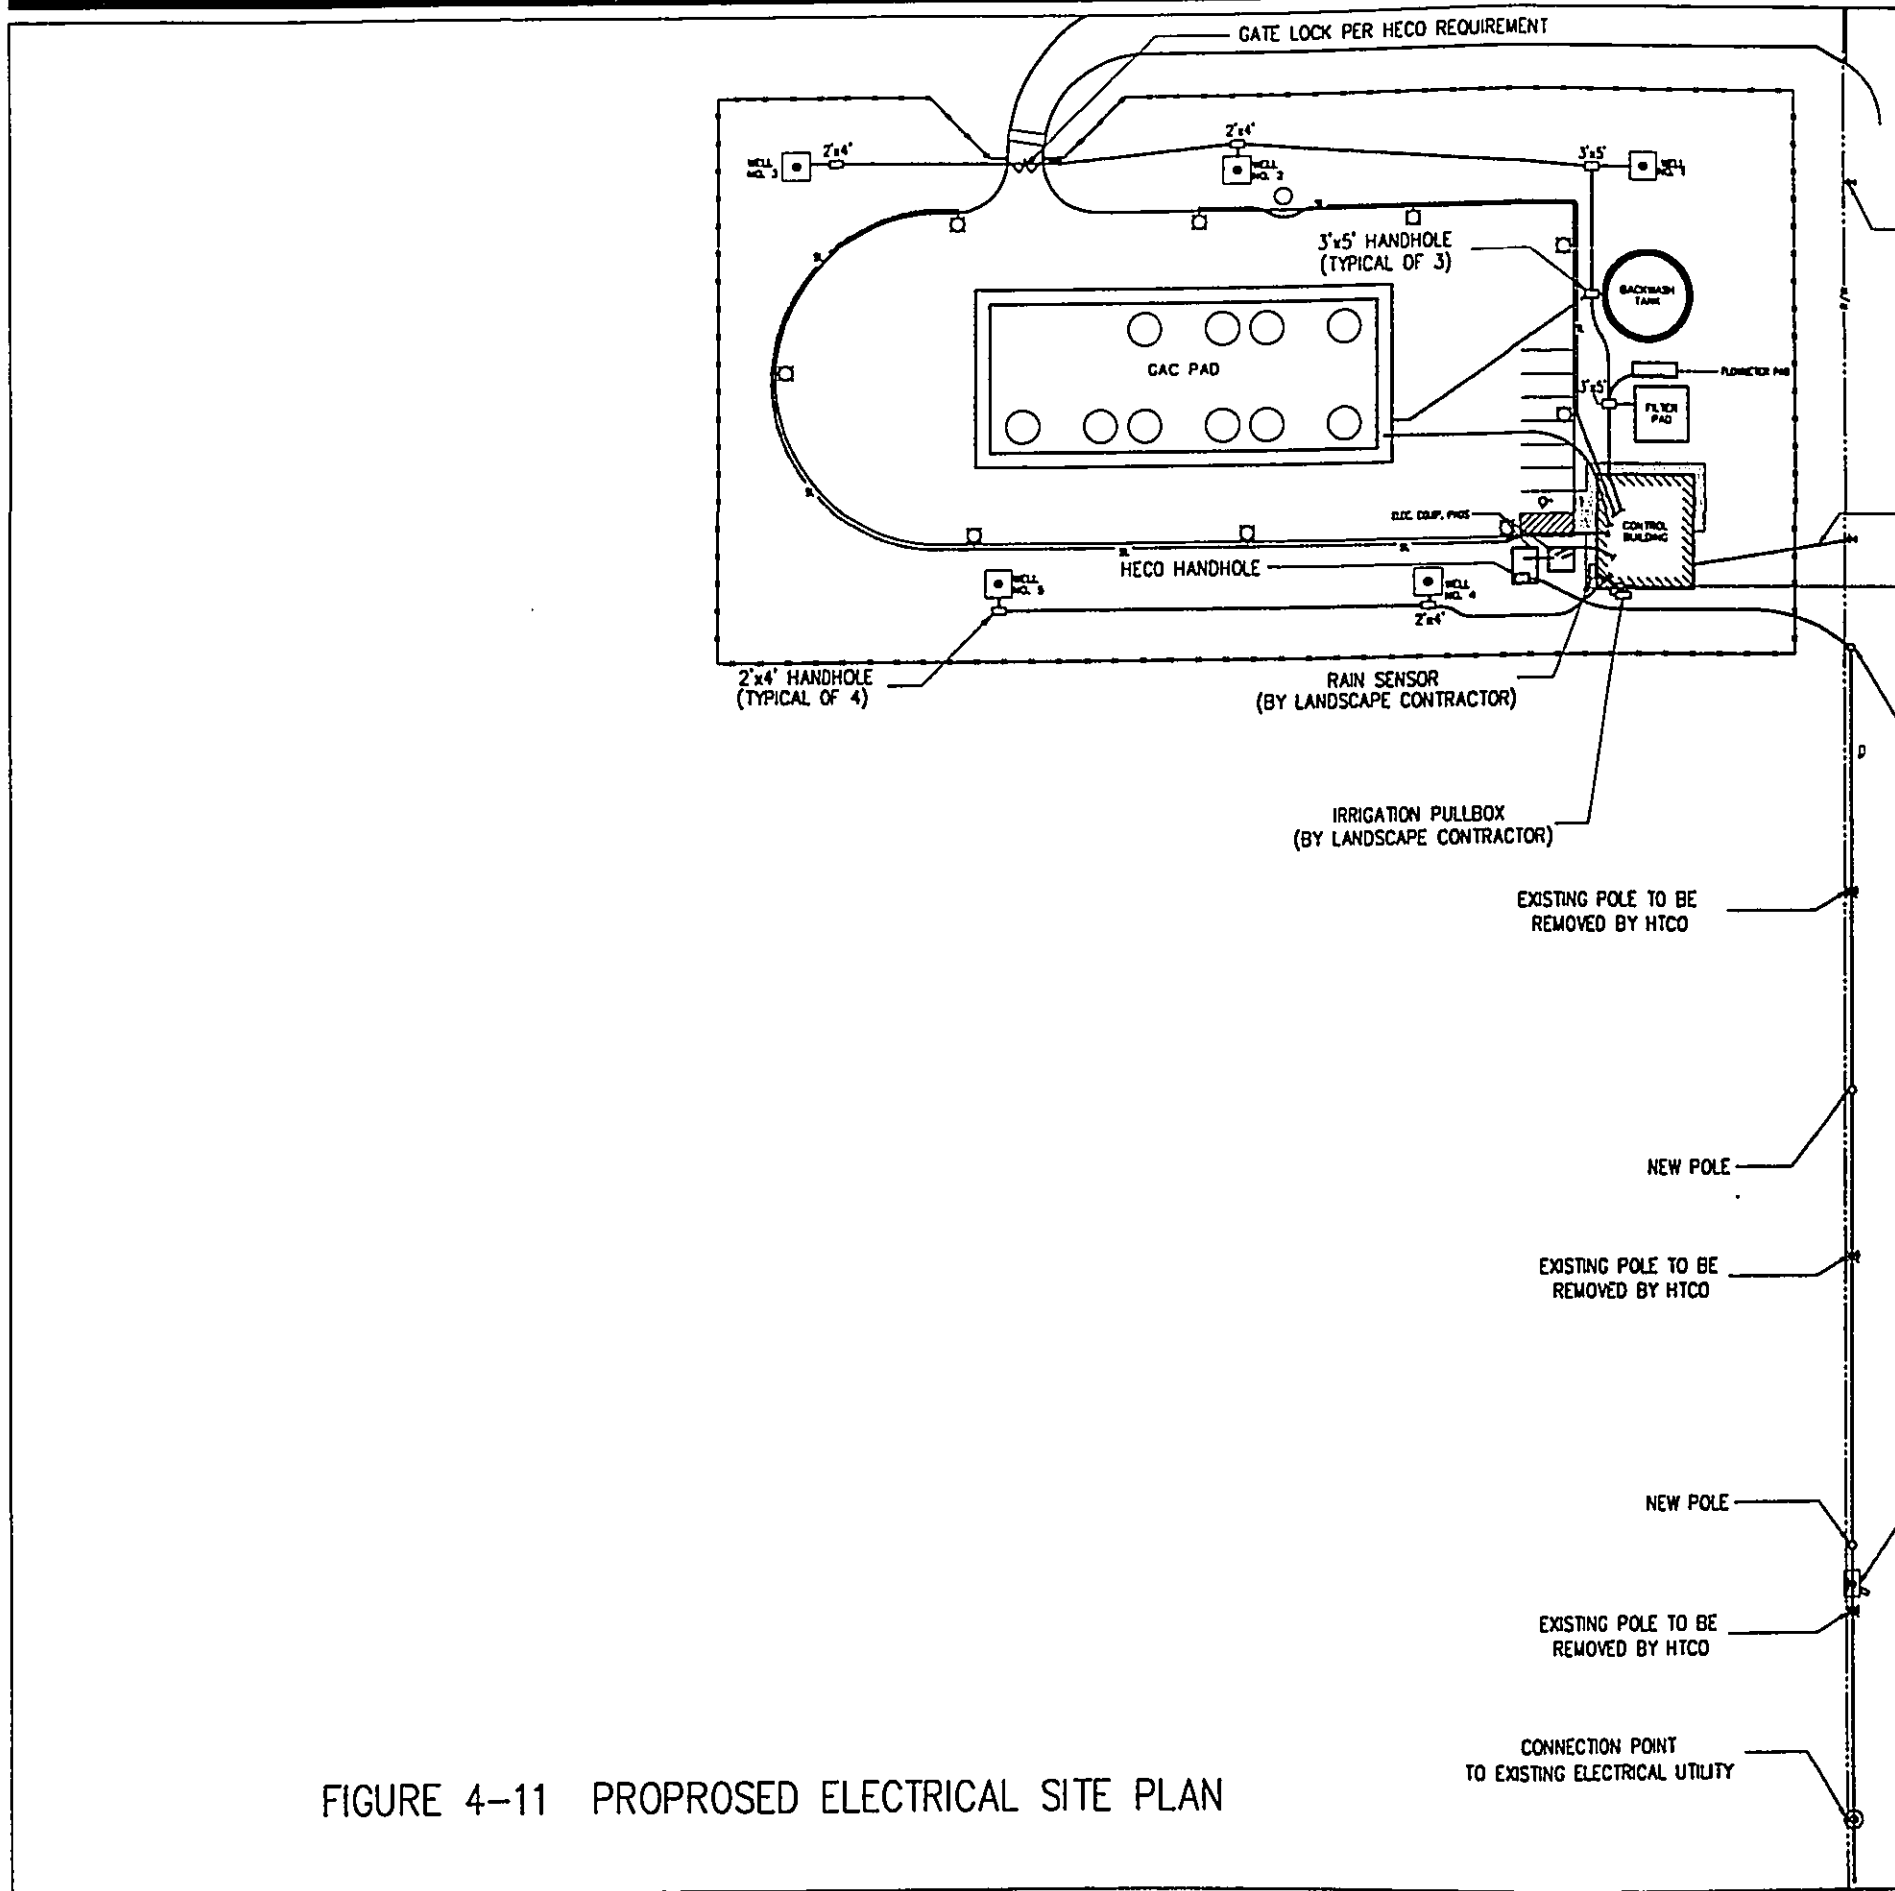 GATE LOCK PER HECO REQUIREMENT
2'x4'
2'x4'
3'x5'
WELL
NO. 3
WELL
NO. 2
WELL
NO. 1
3'x5' HANDHOLE
(TYPICAL OF 3)
BACKWASH
TANK
GAC PAD
FLOWMETER PAD
3'x5'
FILTER
PAD
ELEC. EQUIP. PADS
CONTROL
BUILDING
HECO HANDHOLE
WELL
NO. 5
WELL
NO. 4
2'x4'
2'x4' HANDHOLE
(TYPICAL OF 4)
RAIN SENSOR
(BY LANDSCAPE CONTRACTOR)
IRRIGATION PULLBOX
(BY LANDSCAPE CONTRACTOR)
EXISTING POLE TO BE
REMOVED BY HTCO
NEW POLE
EXISTING POLE TO BE
REMOVED BY HTCO
NEW POLE
EXISTING POLE TO BE
REMOVED BY HTCO
CONNECTION POINT
TO EXISTING ELECTRICAL UTILITY
FIGURE 4-11 PROPROSED ELECTRICAL SITE PLAN